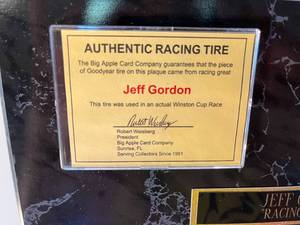 AUTHENTIC RACING TIRE
The Big Apple Card Company guarantees that the piece
of Goodyear tire on this plaque came from racing great
Jeff Gordon
This tire was used in an actual Winston Cup Race
Robert Weisberg
President
Big Apple Card Company
Sunrise, FL
Serving Collectors Since 1981
JEFF
"RACING